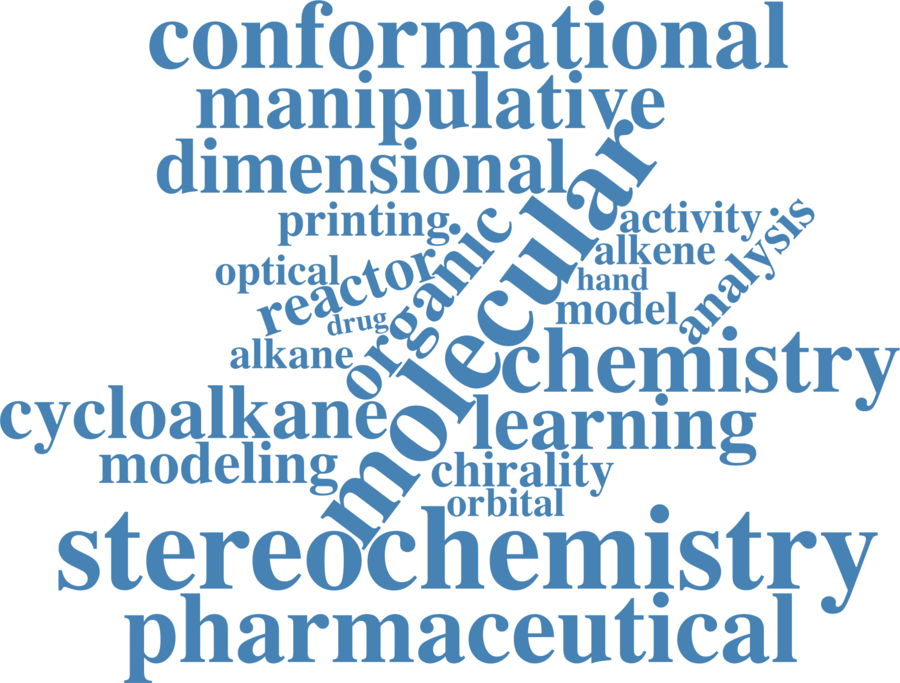 conformational
manipulative
dimensional
molecular
printing
organic
activity
analysis
alkene
optical
reactor
hand
drug
model
alkane
chemistry
cycloalkane
learning
modeling
chirality
orbital
stereochemistry
pharmaceutical